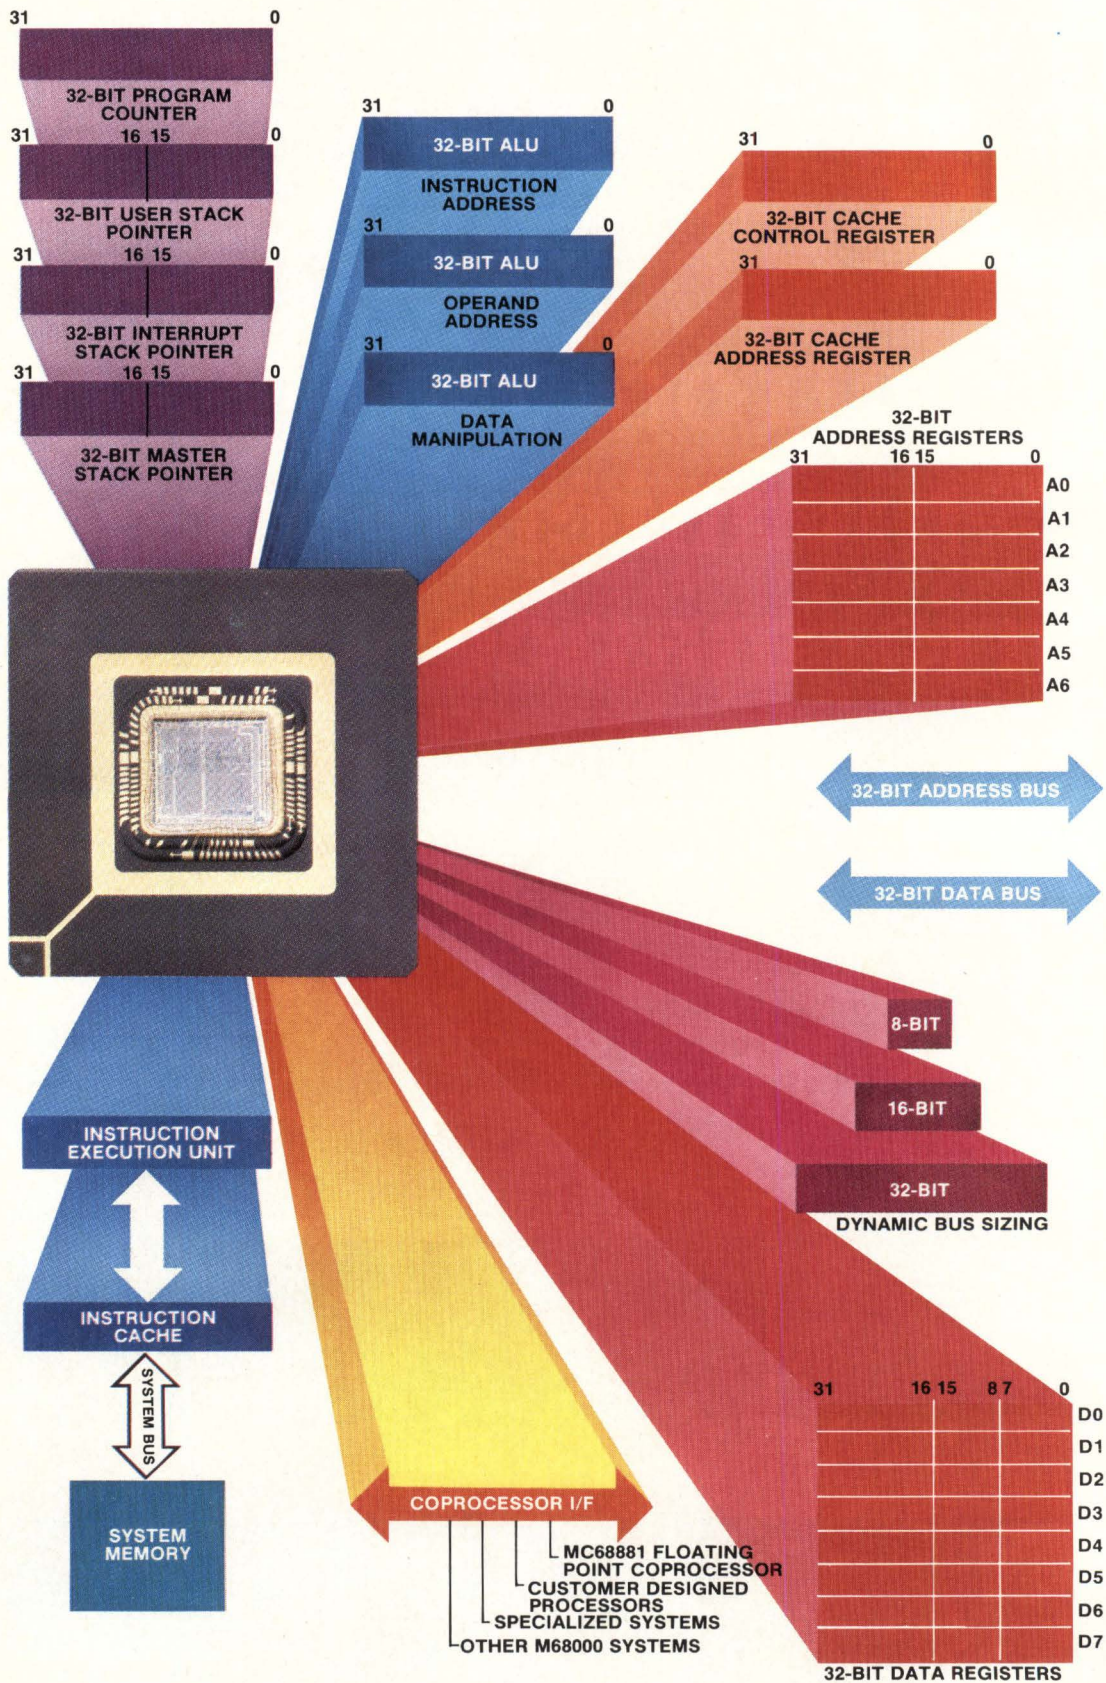 31 0
32-BIT PROGRAM
COUNTER
31 16 15 0
32-BIT USER STACK
POINTER
31 16 15 0
32-BIT INTERRUPT
STACK POINTER
31 16 15 0
32-BIT MASTER
STACK POINTER
31 0
32-BIT ALU
INSTRUCTION
ADDRESS
31 0
32-BIT ALU
OPERAND
ADDRESS
31 0
32-BIT ALU
DATA
MANIPULATION
31 0
32-BIT CACHE
CONTROL REGISTER
31 0
32-BIT CACHE
ADDRESS REGISTER
32-BIT
ADDRESS REGISTERS
31 16 15 0
A0
A1
A2
A3
A4
A5
A6
32-BIT ADDRESS BUS
32-BIT DATA BUS
8-BIT
16-BIT
32-BIT
DYNAMIC BUS SIZING
INSTRUCTION
EXECUTION UNIT
INSTRUCTION
CACHE
SYSTEM BUS
SYSTEM
MEMORY
COPROCESSOR I/F
MC68881 FLOATING
POINT COPROCESSOR
CUSTOMER DESIGNED
PROCESSORS
SPECIALIZED SYSTEMS
OTHER M68000 SYSTEMS
31 16 15 8 7 0
D0
D1
D2
D3
D4
D5
D6
D7
32-BIT DATA REGISTERS